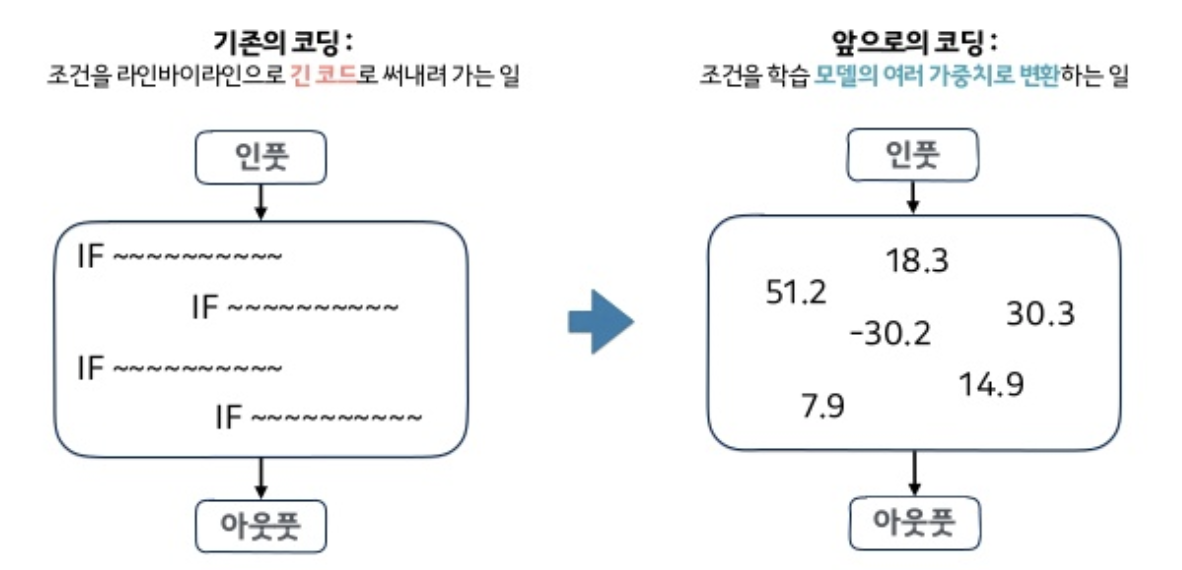 기존의 코딩 :
조건을 라인바이라인으로 긴 코드로 써내려 가는 일
인풋
IF ~~~~~~~~~~
IF ~~~~~~~~~~
IF ~~~~~~~~~~
IF ~~~~~~~~~~
아웃풋
앞으로의 코딩 :
조건을 학습 모델의 여러 가중치로 변환하는 일
인풋
18.3
51.2
30.3
-30.2
14.9
7.9
아웃풋